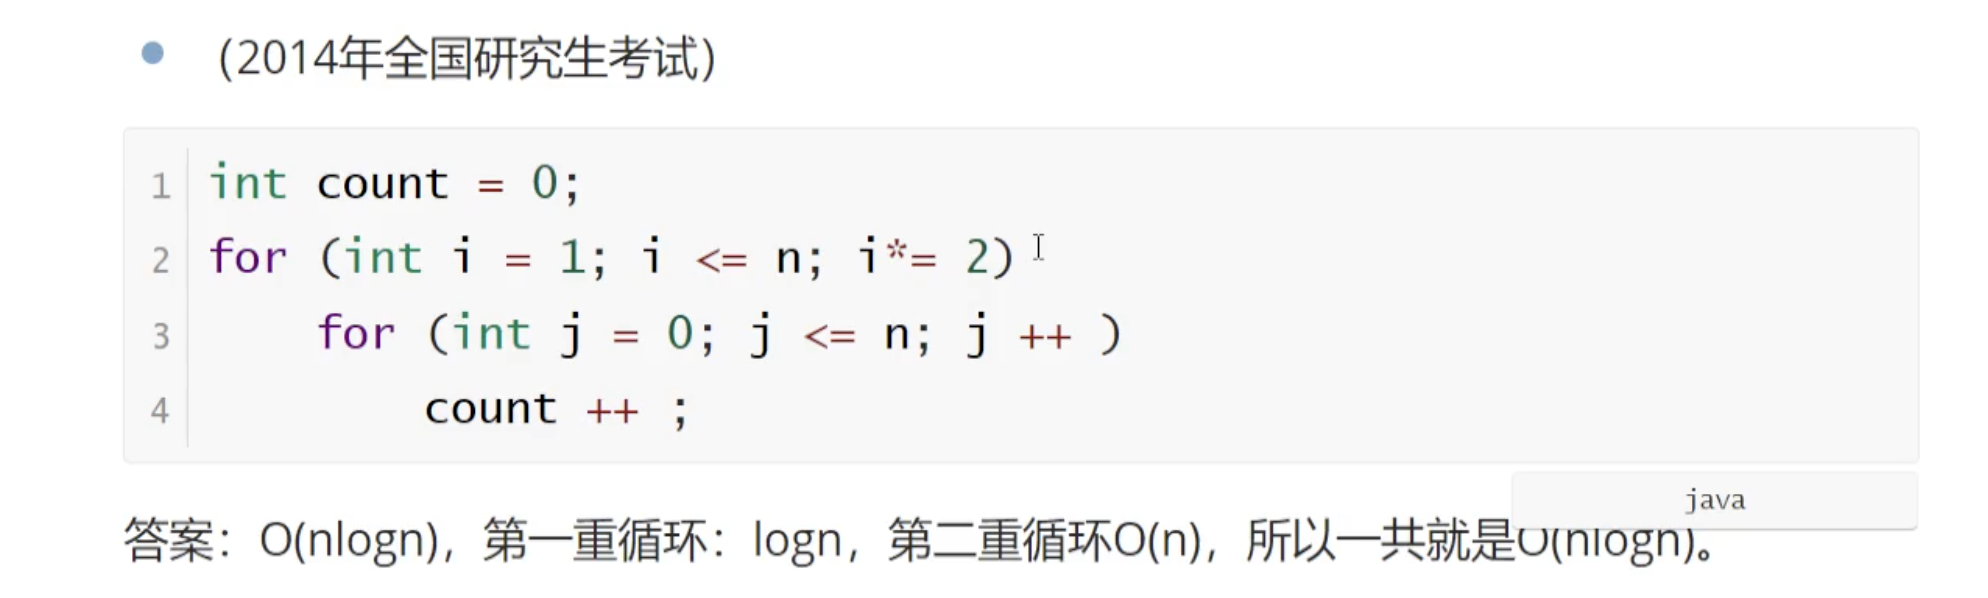 (2014年全国研究生考试)
1 int count = 0;
2 for (int i = 1; i <= n; i*= 2)
3 for (int j = 0; j <= n; j ++ )
4 count ++ ;
java
答案：O(nlogn)，第一重循环：logn，第二重循环O(n)，所以一共就是O(nlogn)。